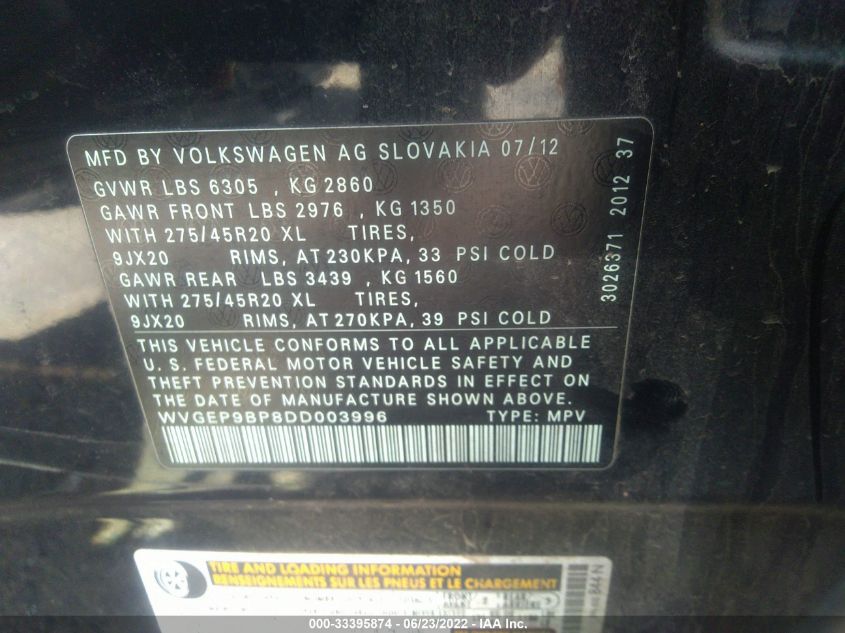 MFD BY VOLKSWAGEN AG SLOVAKIA 07/12
GVWR LBS 6305 , KG 2860
GAWR FRONT LBS 2976 , KG 1350
WITH 275/45R20 XL TIRES,
9JX20 RIMS, AT 230KPA, 33 PSI COLD
GAWR REAR LBS 3439 , KG 1560
WITH 275/45R20 XL TIRES,
9JX20 RIMS, AT 270KPA, 39 PSI COLD
THIS VEHICLE CONFORMS TO ALL APPLICABLE
U. S. FEDERAL MOTOR VEHICLE SAFETY AND
THEFT PREVENTION STANDARDS IN EFFECT ON
THE DATE OF MANUFACTURE SHOWN ABOVE.
WVGEP9BP8DD003996 TYPE: MPV
3026371 2012 37
TIRE AND LOADING INFORMATION
RENSEIGNEMENTS SUR LES PNEUS ET LE CHARGEMENT
844 N
000-33395874 - 06/23/2022 - IAA Inc.